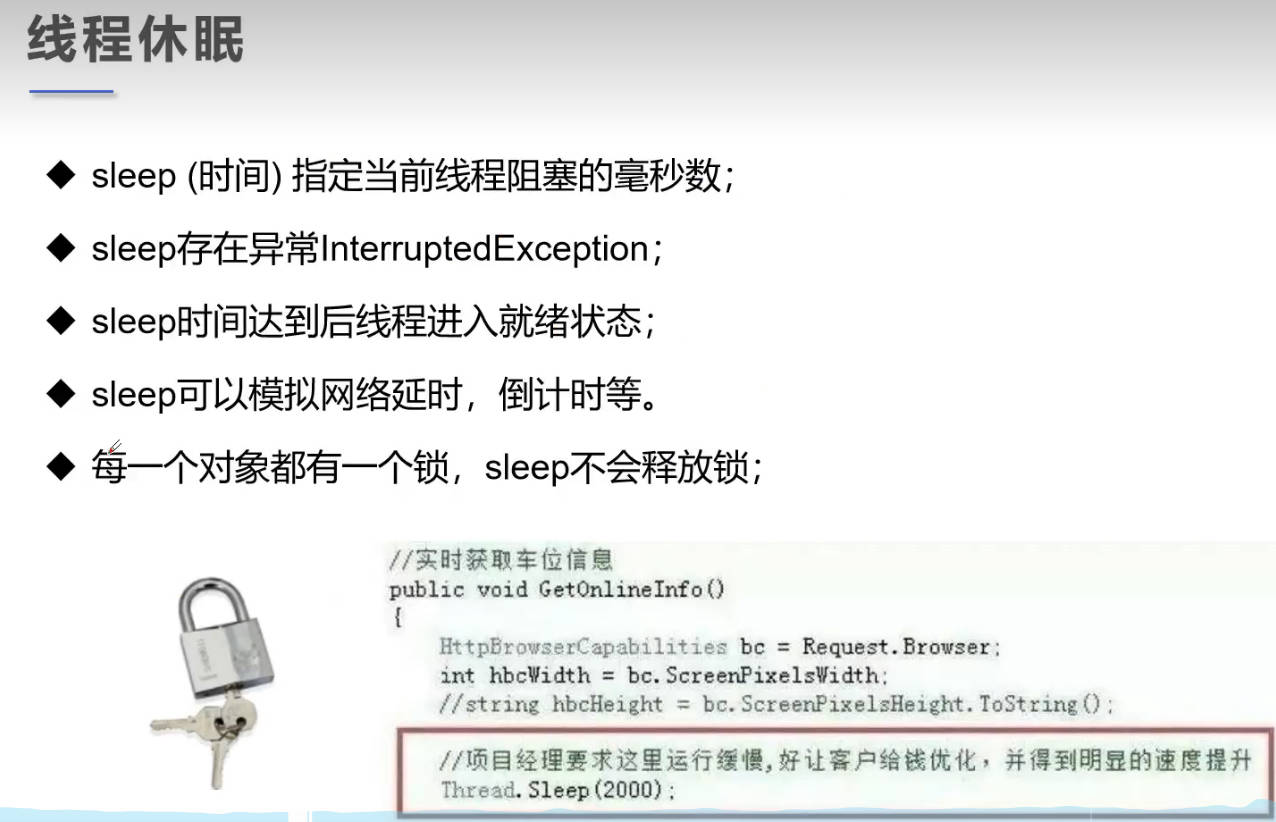 线程休眠
◆ sleep (时间) 指定当前线程阻塞的毫秒数；
◆ sleep存在异常InterruptedException；
◆ sleep时间达到后线程进入就绪状态；
◆ sleep可以模拟网络延时，倒计时等。
◆ 每一个对象都有一个锁，sleep不会释放锁；
//实时获取车位信息
public void GetOnlineInfo()
{
HttpBrowserCapabilities bc = Request.Browser;
int hbcWidth = bc.ScreenPixelsWidth;
//string hbcHeight = bc.ScreenPixelsHeight.ToString();
//项目经理要求这里运行缓慢,好让客户给钱优化，并得到明显的速度提升
Thread.Sleep(2000);